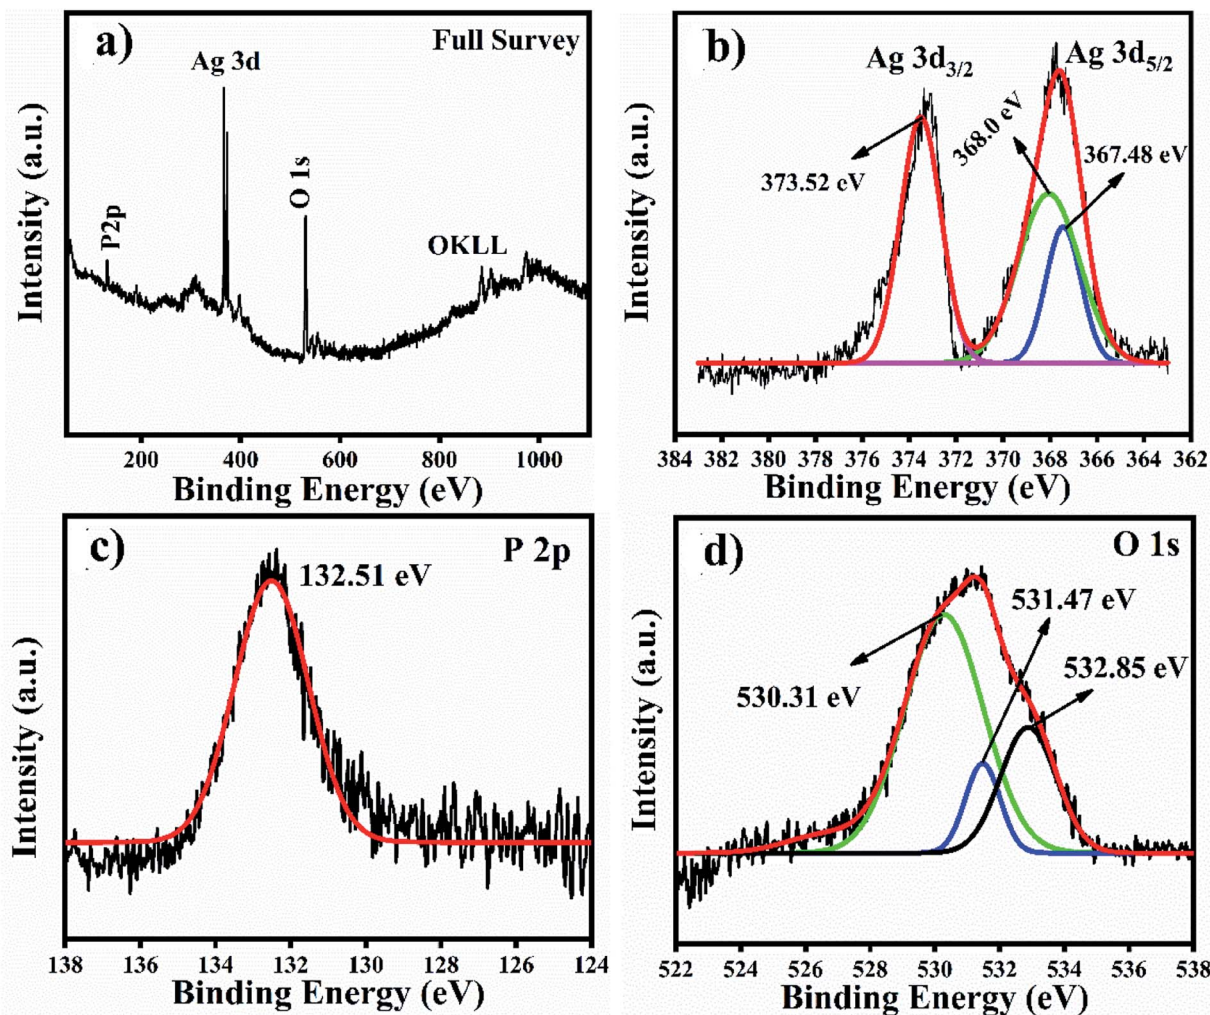 a)
Full Survey
Ag 3d
P2p
O 1s
OKLL
Intensity (a.u.)
200 400 600 800 1000
Binding Energy (eV)
b)
Ag 3d3/2
Ag 3d5/2
373.52 eV
368.0 eV
367.48 eV
Intensity (a.u.)
384 382 380 378 376 374 372 370 368 366 364 362
Binding Energy (eV)
c)
P 2p
132.51 eV
Intensity (a.u.)
138 136 134 132 130 128 126 124
Binding Energy (eV)
d)
O 1s
531.47 eV
532.85 eV
530.31 eV
Intensity (a.u.)
522 524 526 528 530 532 534 536 538
Binding Energy (eV)